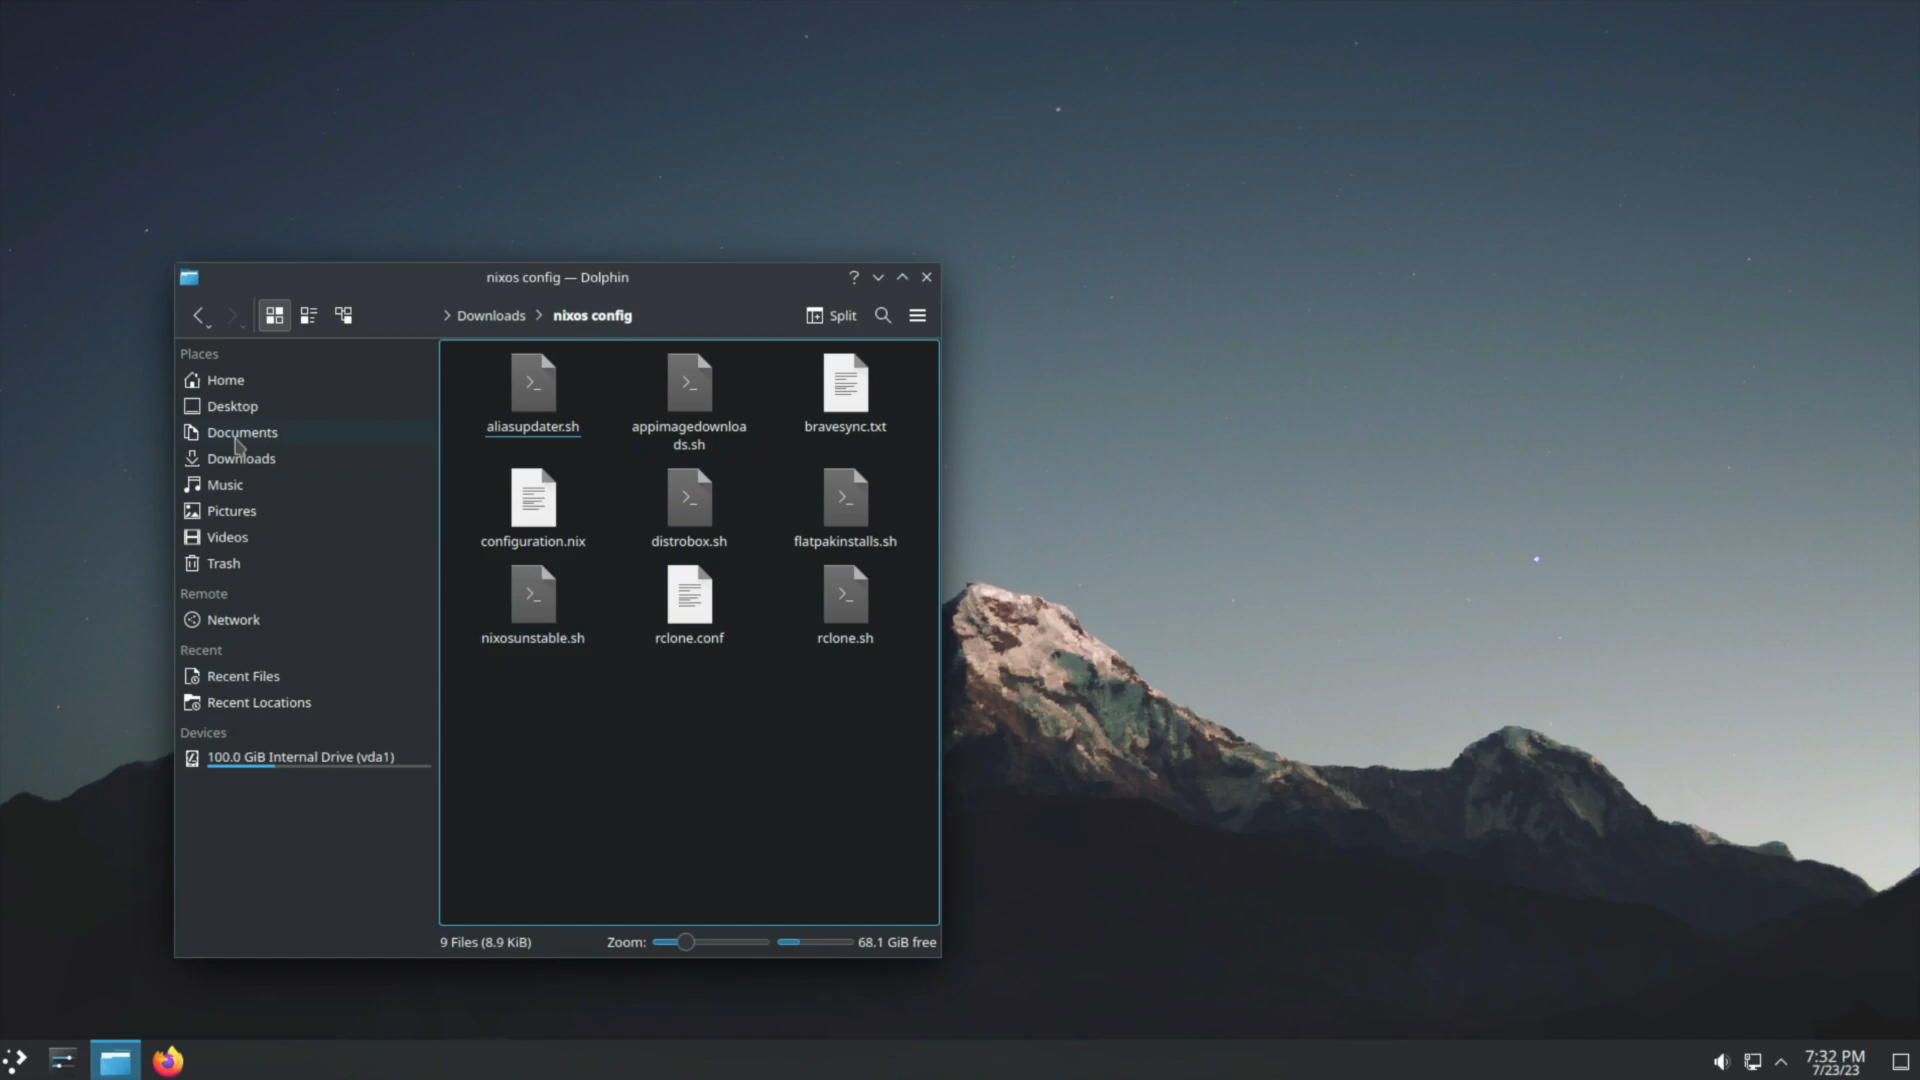 nixos config — Dolphin
Downloads
nixos config
Split
Places
Home
Desktop
Documents
Downloads
Music
Pictures
Videos
Trash
Remote
Network
Recent
Recent Files
Recent Locations
Devices
100.0 GiB Internal Drive (vda1)
aliasupdater.sh
appimagedownloa
ds.sh
bravesync.txt
configuration.nix
distrobox.sh
flatpakinstalls.sh
nixosunstable.sh
rclone.conf
rclone.sh
9 Files (8.9 KiB)
Zoom:
68.1 GiB free
7:32 PM
7/23/23